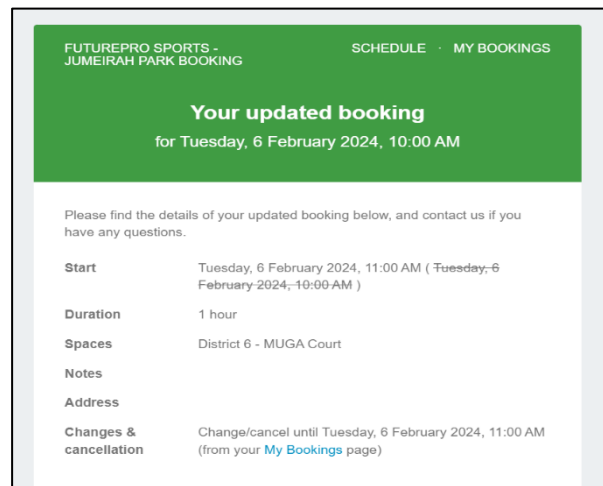 FUTUREPRO SPORTS - SCHEDULE · MY BOOKINGS
JUMEIRAH PARK BOOKING
Your updated booking
for Tuesday, 6 February 2024, 10:00 AM
Please find the details of your updated booking below, and contact us if you
have any questions.
Start Tuesday, 6 February 2024, 11:00 AM ( Tuesday, 6
February 2024, 10:00 AM )
Duration 1 hour
Spaces District 6 - MUGA Court
Notes
Address
Changes & Change/cancel until Tuesday, 6 February 2024, 11:00 AM
cancellation (from your My Bookings page)